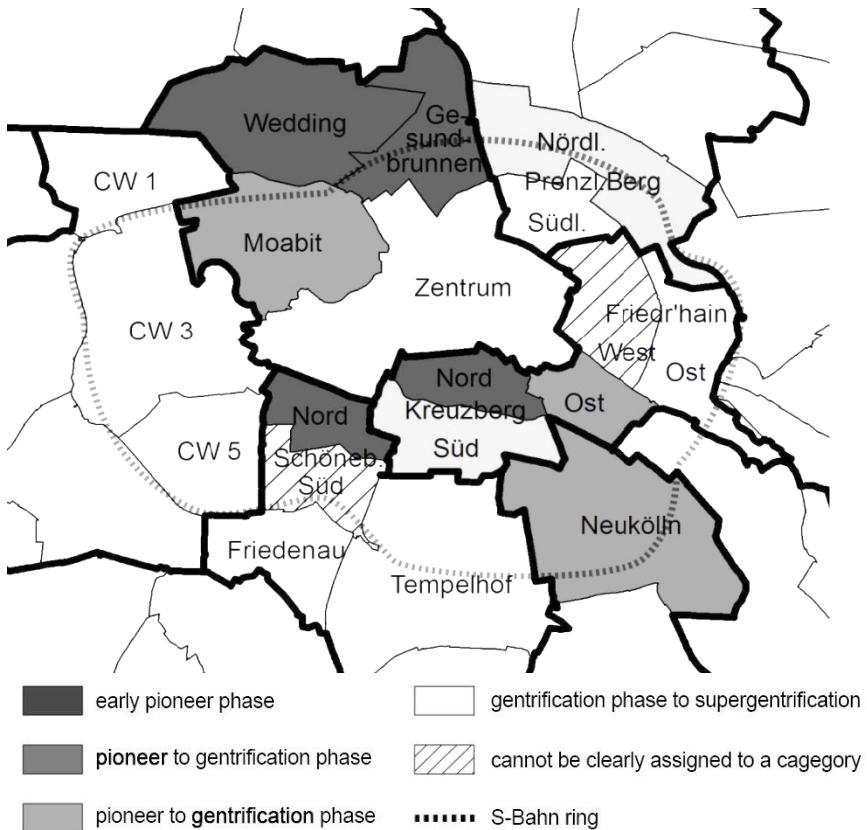 Wedding
Ge-
sund-
brunnen
Nördl.
Prenzl.Berg
Südl.
CW 1
Moabit
Zentrum
CW 3
Friedr'hain
West
Ost
Nord
Kreuzberg
Süd
Ost
Nord
Schöneb.
Süd
CW 5
Friedenau
Tempelhof
Neukölln
early pioneer phase
pioneer to gentrification phase
pioneer to gentrification phase
gentrification phase to supergentrification
cannot be clearly assigned to a cagegory
S-Bahn ring